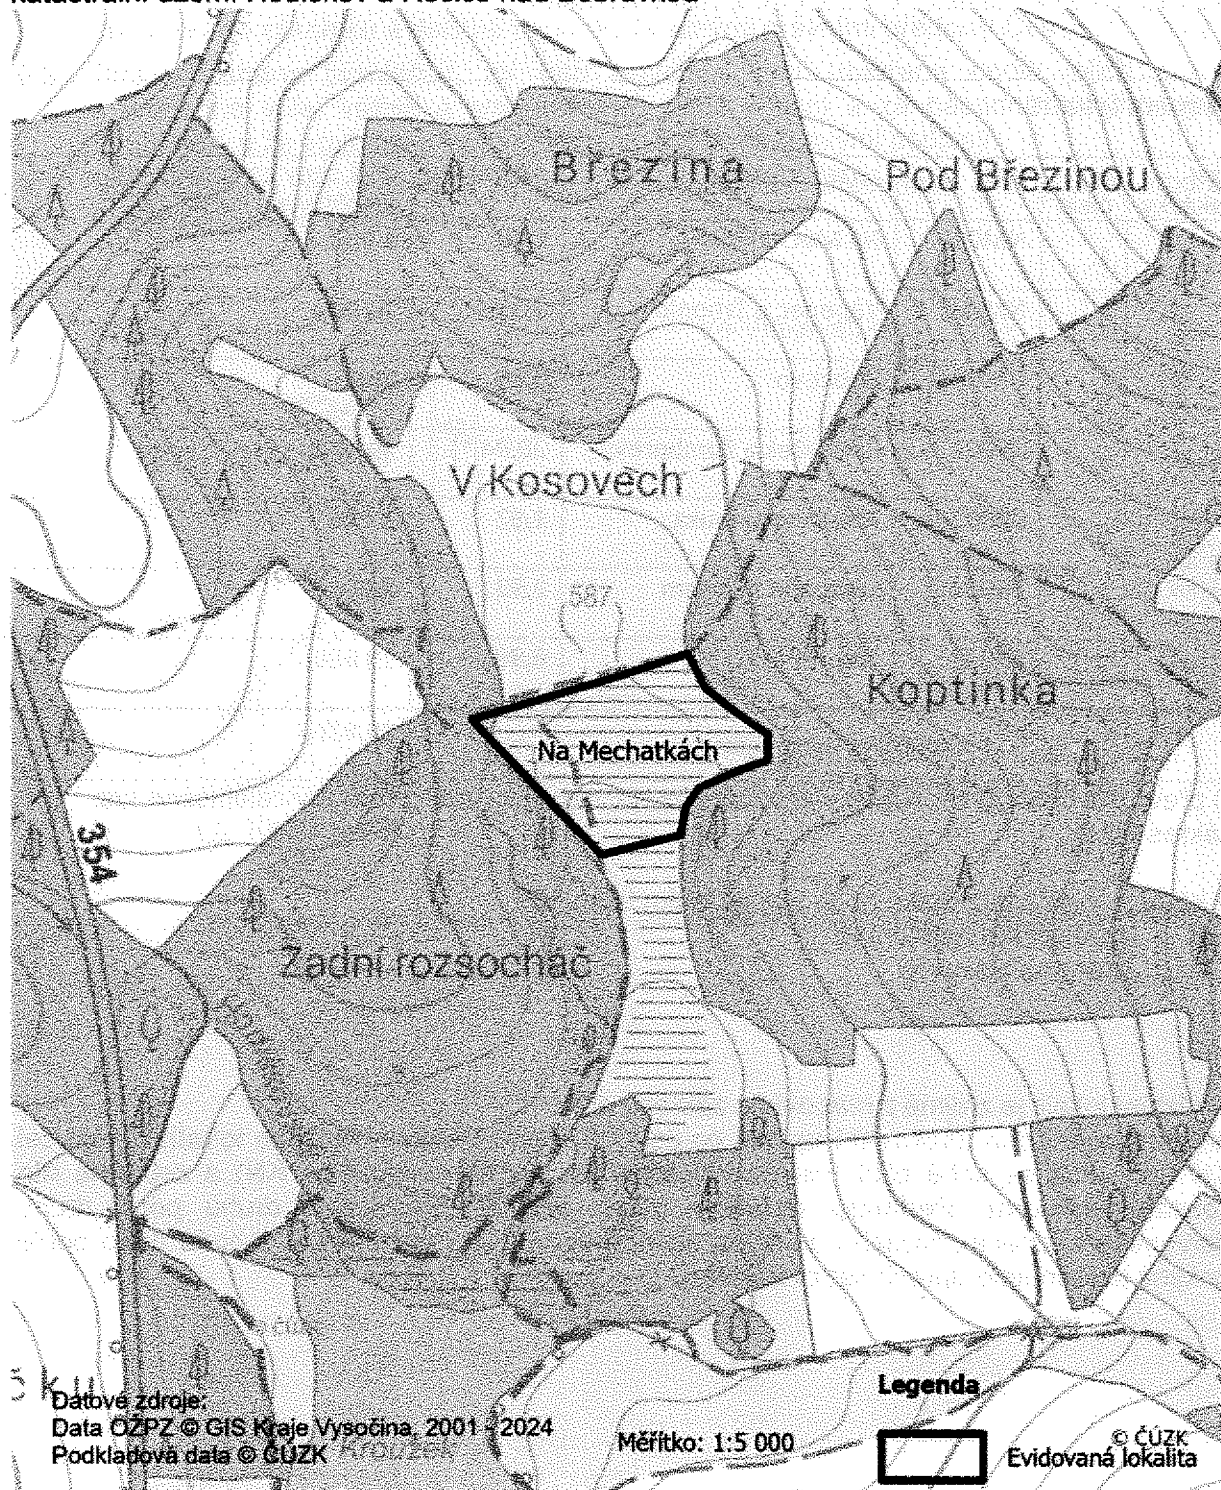 Březina
Pod Březinou
V Kosovech
587
Koptinka
Na Mechatkách
354
Zadní rozsocháč
Datové zdroje:
Data OŽPZ © GIS Kraje Vysočina, 2001 - 2024
Podkladová data © ČÚZK
Měřítko: 1:5 000
Legenda
© ČÚZK
Evidovaná lokalita